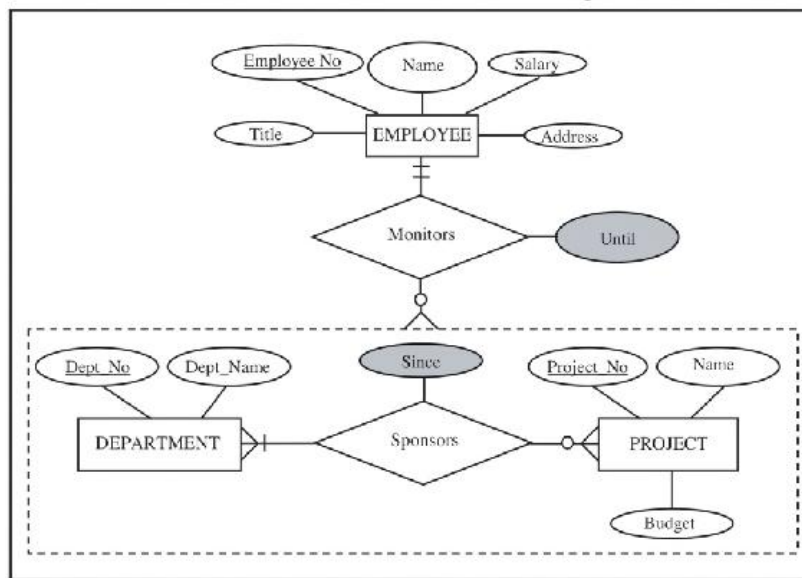 Employee No
Name
Salary
Title
EMPLOYEE
Address
Monitors
Until
Dept_No
Dept_Name
Since
Project_No
Name
DEPARTMENT
Sponsors
PROJECT
Budget